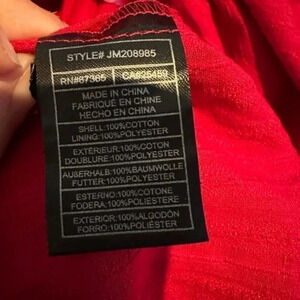 STYLE# JM208985
RN#87365 CA#25459
MADE IN CHINA
FABRIQUÉ EN CHINE
HECHO EN CHINA
SHELL:100%COTTON
LINING:100%POLYESTER
EXTÉRIEUR:100%COTON
DOUBLURE:100%POLYESTER
AUßERHALB:100%BAUMWOLLE
FUTTER:100%POLYESTER
ESTERNO:100%COTONE
FODERA:100%POLIESTERE
EXTERIOR:100%ALGODÓN
FORRO:100%POLIÉSTER